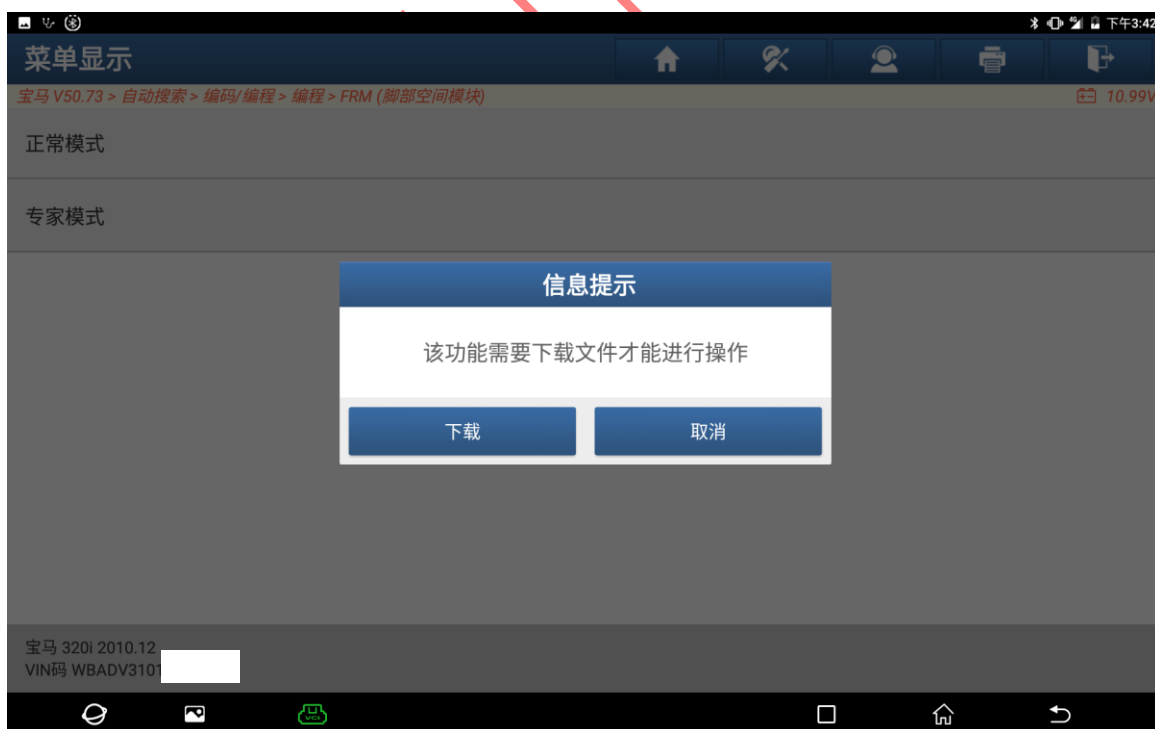 下午3:42
菜单显示
宝马 V50.73 > 自动搜索 > 编码/编程 > 编程 > FRM (脚部空间模块)
10.99V
正常模式
专家模式
信息提示
该功能需要下载文件才能进行操作
下载
取消
宝马 320i 2010.12
VIN码 WBADV3101
VCI